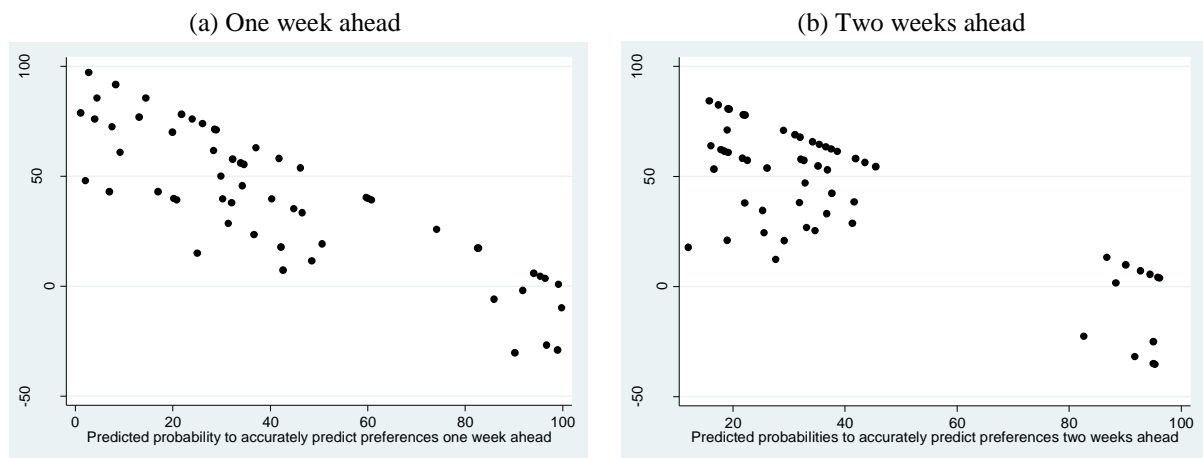 (a) One week ahead
100
50
0
-50
0 20 40 60 80 100
Predicted probability to accurately predict preferences one week ahead
(b) Two weeks ahead
100
50
0
-50
20 40 60 80 100
Predicted probabilities to accurately predict preferences two weeks ahead